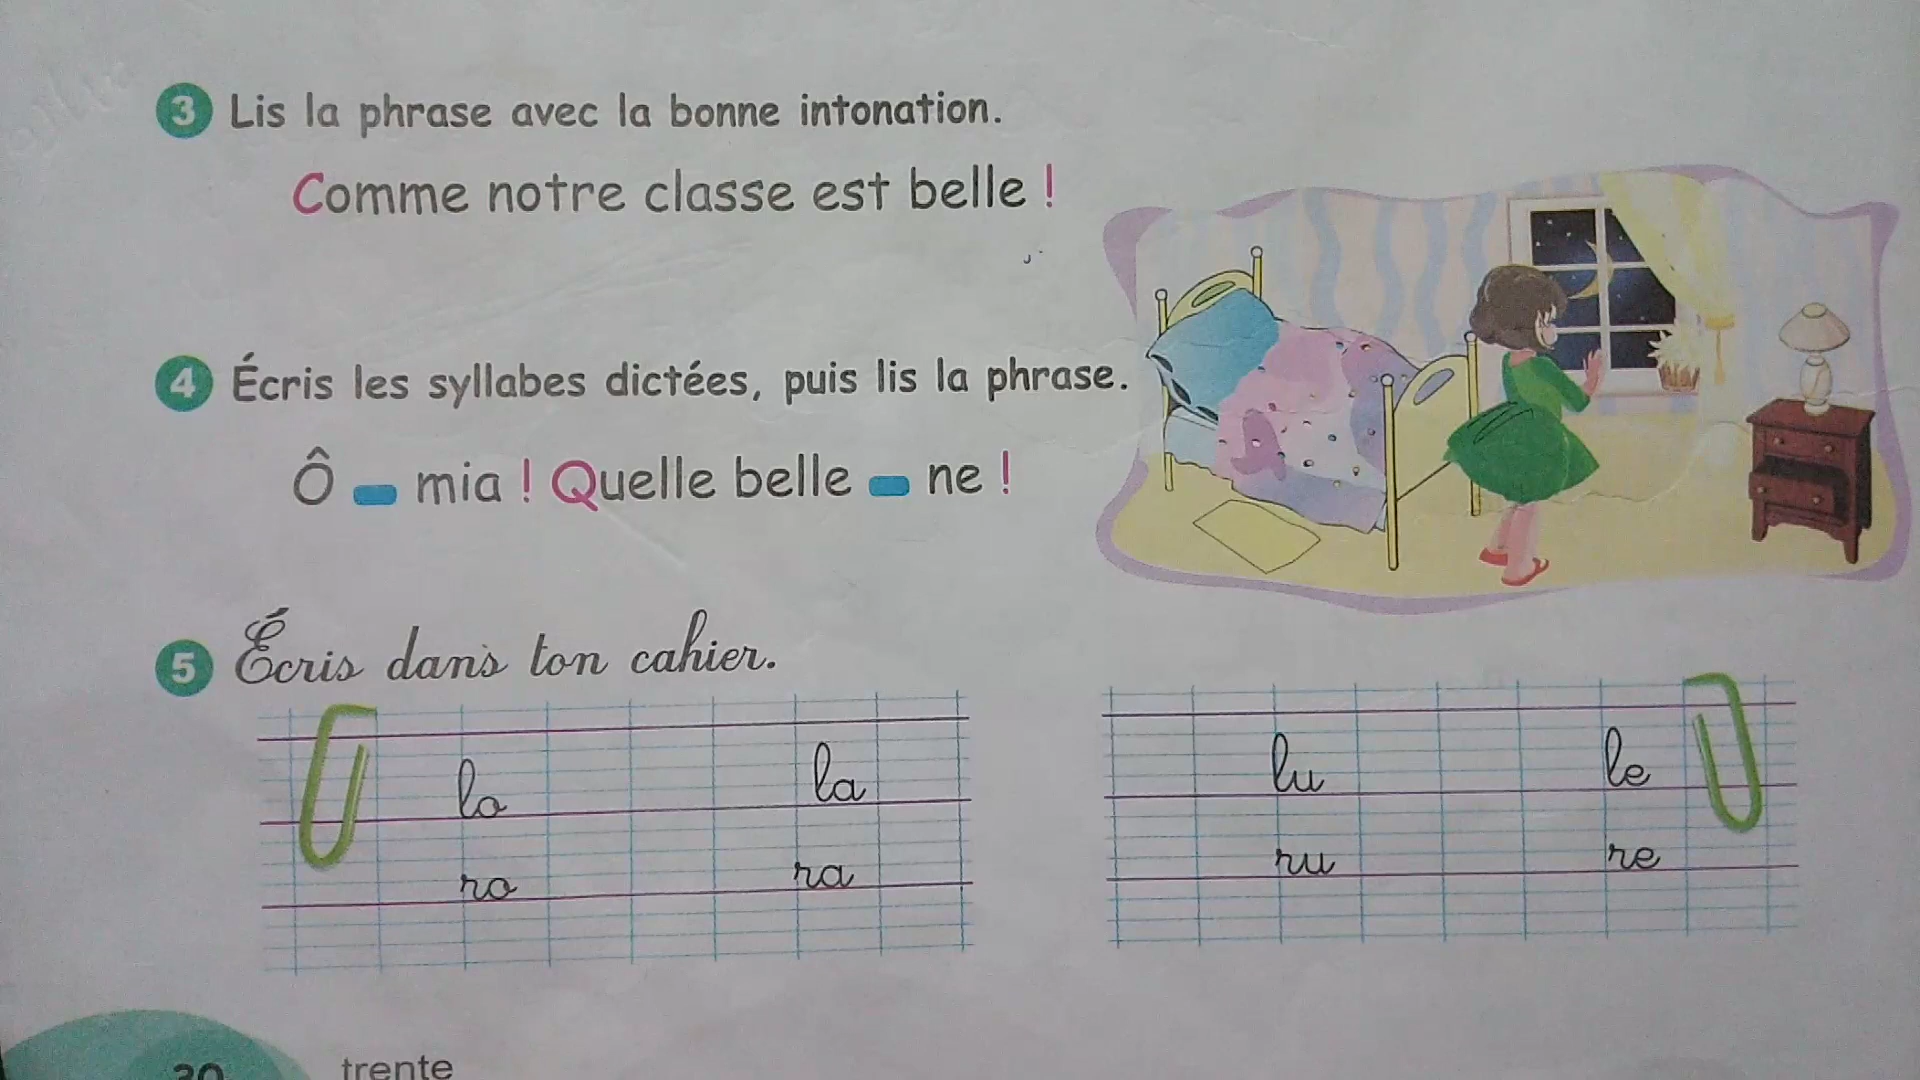 3 Lis la phrase avec la bonne intonation.
Comme notre classe est belle !
4 Écris les syllabes dictées, puis lis la phrase.
Ô mia ! Quelle belle ne !
5 Écris dans ton cahier.
lo la lu le
ro ra ru re
30 trente